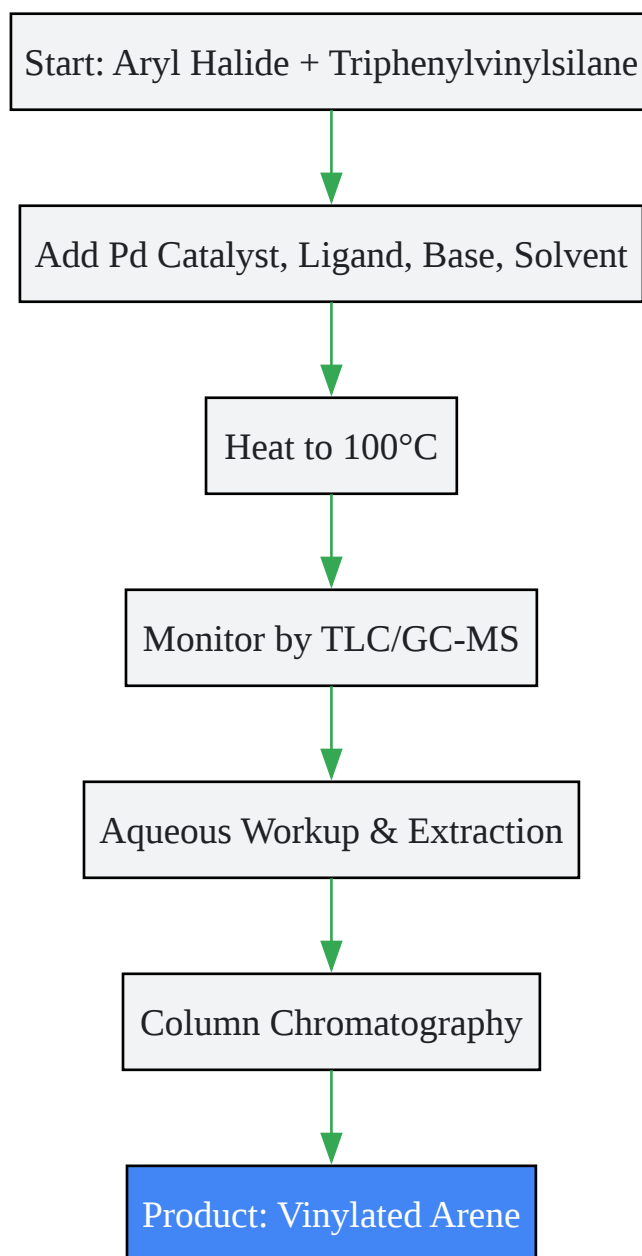 Start: Aryl Halide + Triphenylvinylsilane
Add Pd Catalyst, Ligand, Base, Solvent
Heat to 100°C
Monitor by TLC/GC-MS
Aqueous Workup & Extraction
Column Chromatography
Product: Vinylated Arene